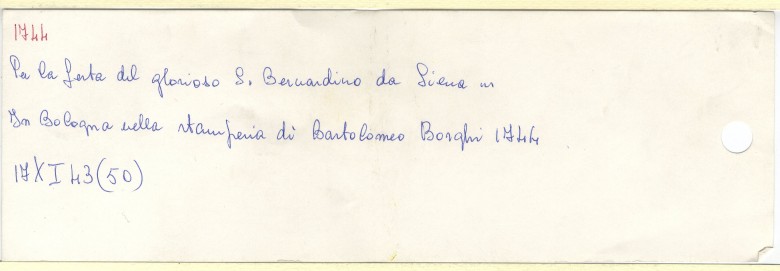 1744
Per la festa del glorioso S. Bernardino da Siena ...
In Bologna nella stamperia di Bartolomeo Borghi 1744
17 X I 43 (50)